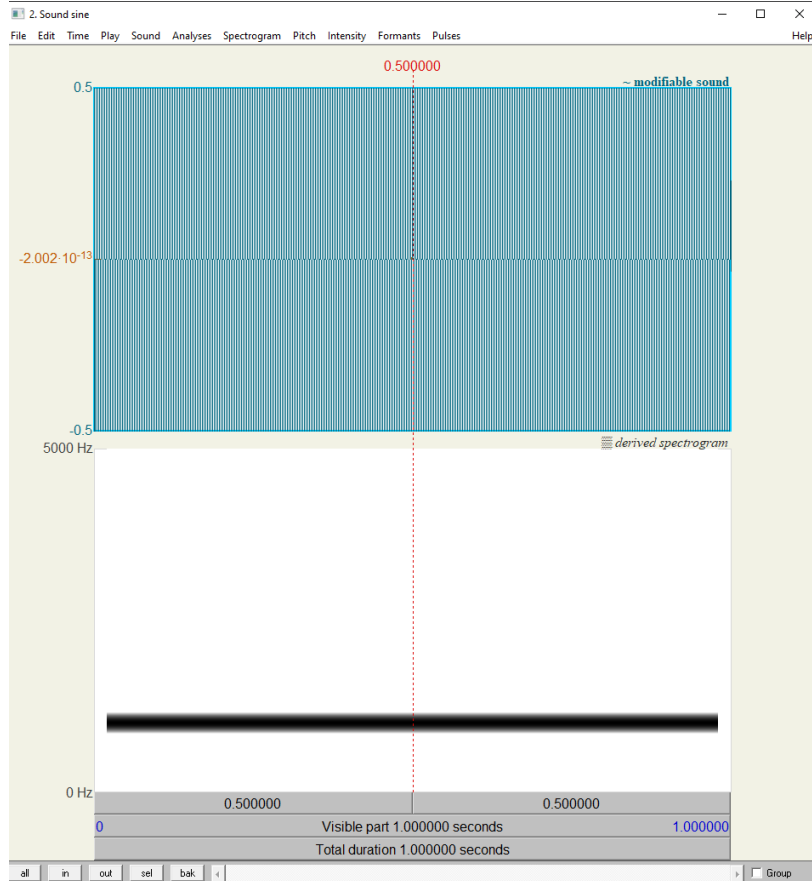 2. Sound sine
File Edit Time Play Sound Analyses Spectrogram Pitch Intensity Formants Pulses Help
0.500000
0.5
~ modifiable sound
-2.002·10⁻¹³
-0.5
derived spectrogram
5000 Hz
0 Hz
0.500000 0.500000
0 Visible part 1.000000 seconds 1.000000
Total duration 1.000000 seconds
all in out sel bak Group